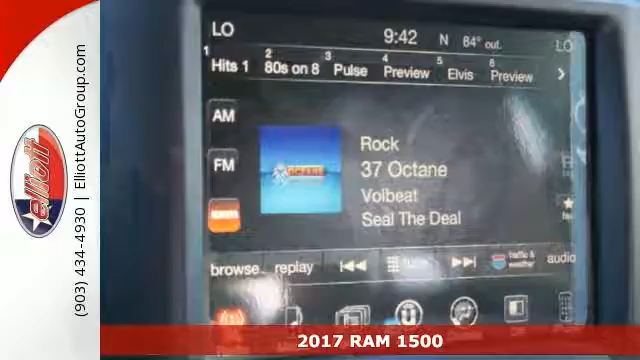 LO
9:42
N
84° out.
LO
1 Hits 1
2 80s on 8
3 Pulse
4 Preview
5 Elvis
6 Preview
AM
FM
OCTANE
Rock
37 Octane
Volbeat
Seal The Deal
browse
replay
traffic & weather
audio
elliott
(903) 434-4930 | ElliottAutoGroup.com
2017 RAM 1500